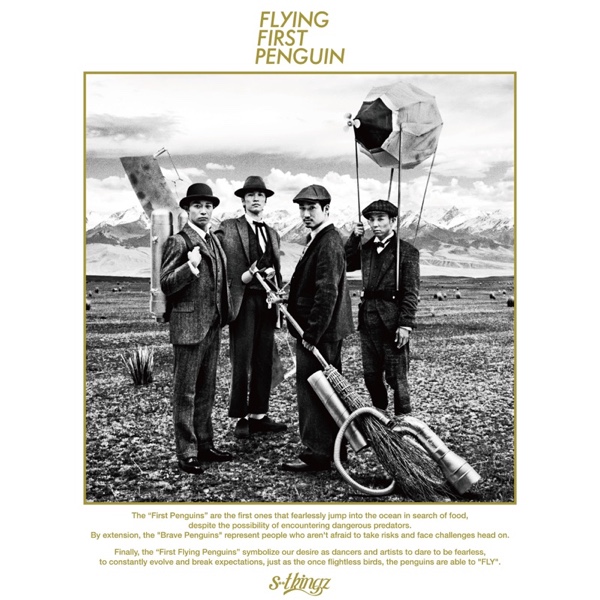 FLYING
FIRST
PENGUIN
The “First Penguins” are the first ones that fearlessly jump into the ocean in search of food,
despite the possibility of encountering dangerous predators.
By extension, the "Brave Penguins" represent people who aren't afraid to take risks and face challenges head on.
Finally, the “First Flying Penguins” symbolize our desire as dancers and artists to dare to be fearless,
to constantly evolve and break expectations, just as the once flightless birds, the penguins are able to "FLY".
s**tkingz